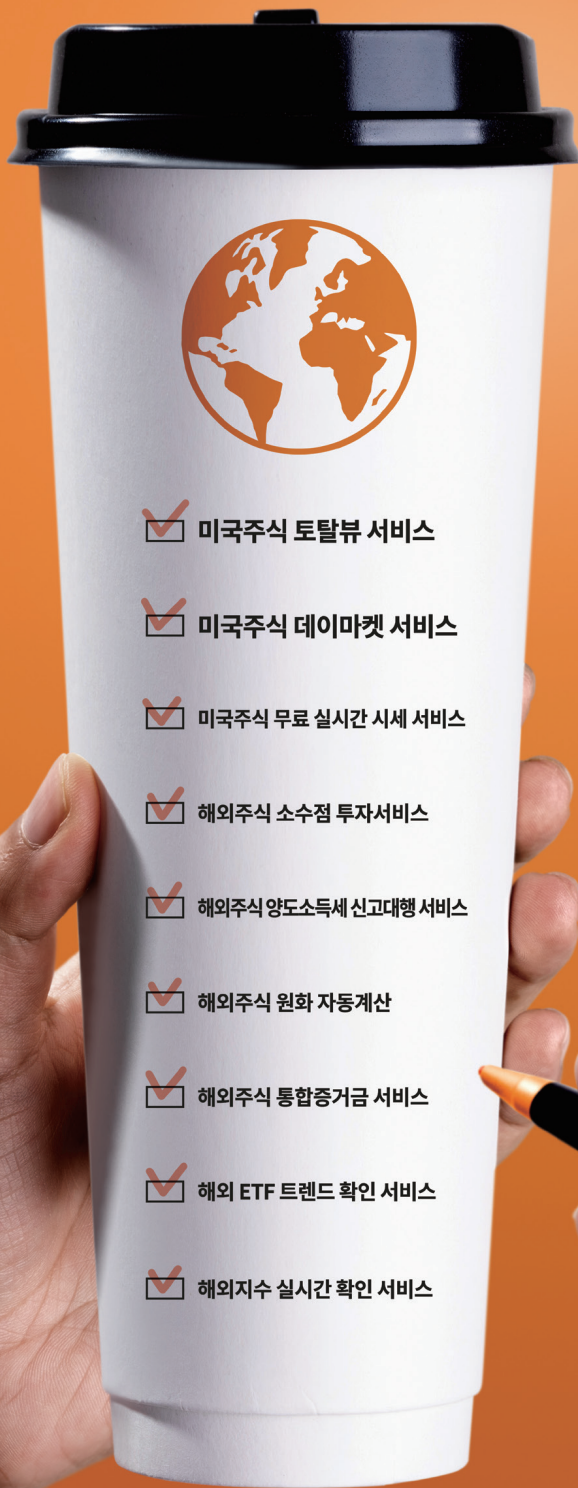 미국주식 토탈뷰 서비스
미국주식 데이마켓 서비스
미국주식 무료 실시간 시세 서비스
해외주식 소수점 투자서비스
해외주식 양도소득세 신고대행 서비스
해외주식 원화 자동계산
해외주식 통합증거금 서비스
해외 ETF 트렌드 확인 서비스
해외지수 실시간 확인 서비스